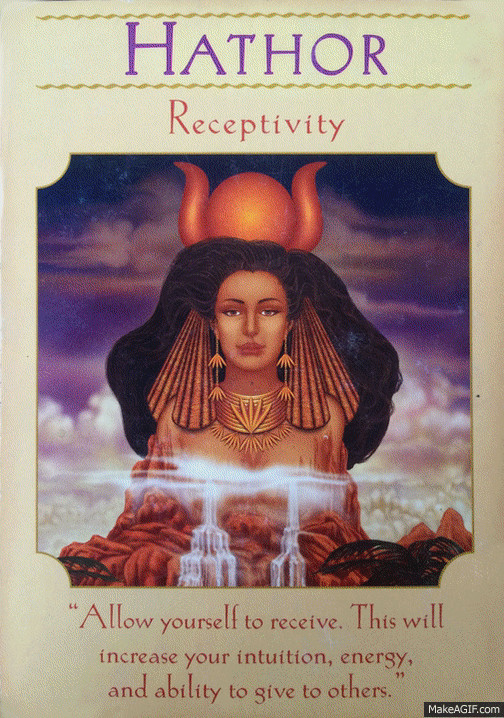 HATHOR
Receptivity
“Allow yourself to receive. This will
increase your intuition, energy,
and ability to give to others.”
MakeAGIF.com